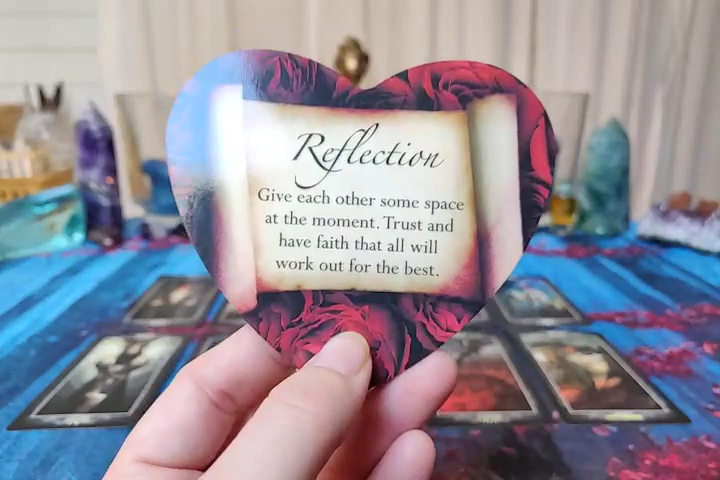 Reflection
Give each other some space
at the moment. Trust and
have faith that all will
work out for the best.